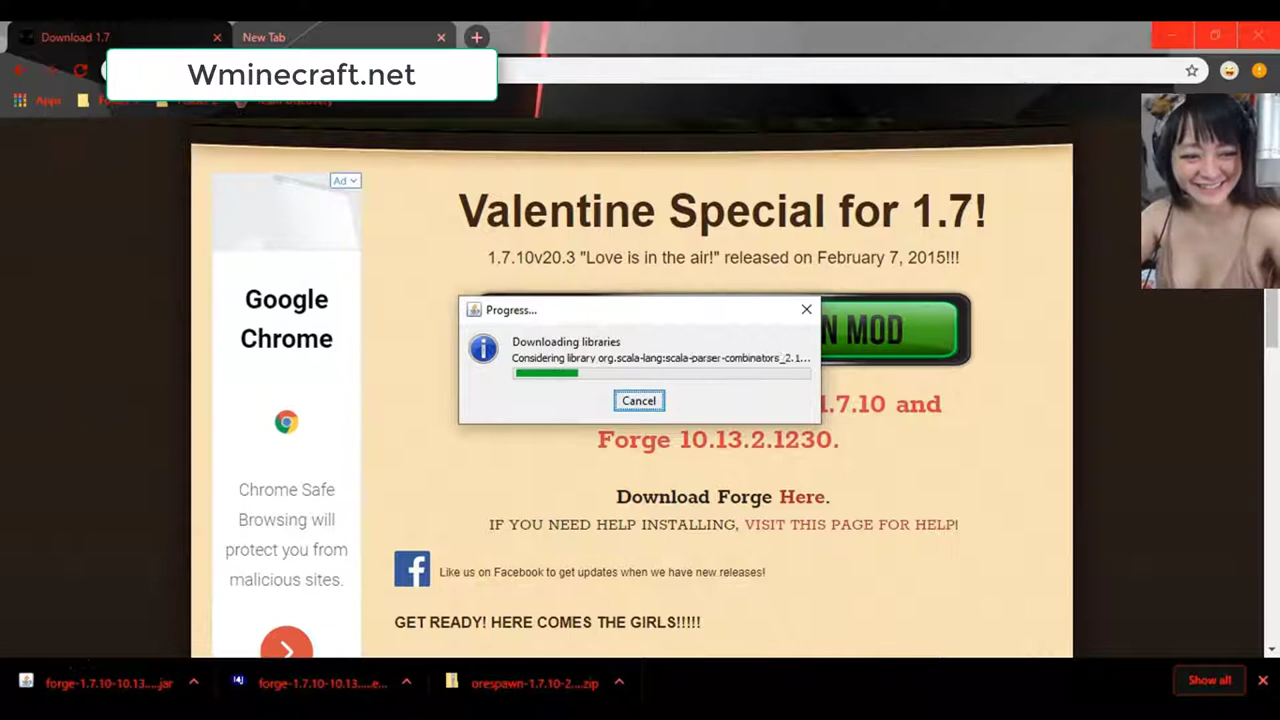 Download 1.7
New Tab
Wminecraft.net
Apps
Ad
Valentine Special for 1.7!
1.7.10v20.3 "Love is in the air!" released on February 7, 2015!!!
Google
Chrome
Progress...
Downloading libraries
Considering library org.scala-lang:scala-parser-combinators_2.1...
Cancel
N MOD
1.7.10 and
Forge 10.13.2.1230.
Chrome Safe
Browsing will
protect you from
malicious sites.
Download Forge Here.
IF YOU NEED HELP INSTALLING, VISIT THIS PAGE FOR HELP!
Like us on Facebook to get updates when we have new releases!
GET READY! HERE COMES THE GIRLS!!!!!
forge-1.7.10-10.13.....jar
forge-1.7.10-10.13.....e...
orespawn-1.7.10-2....zip
Show all